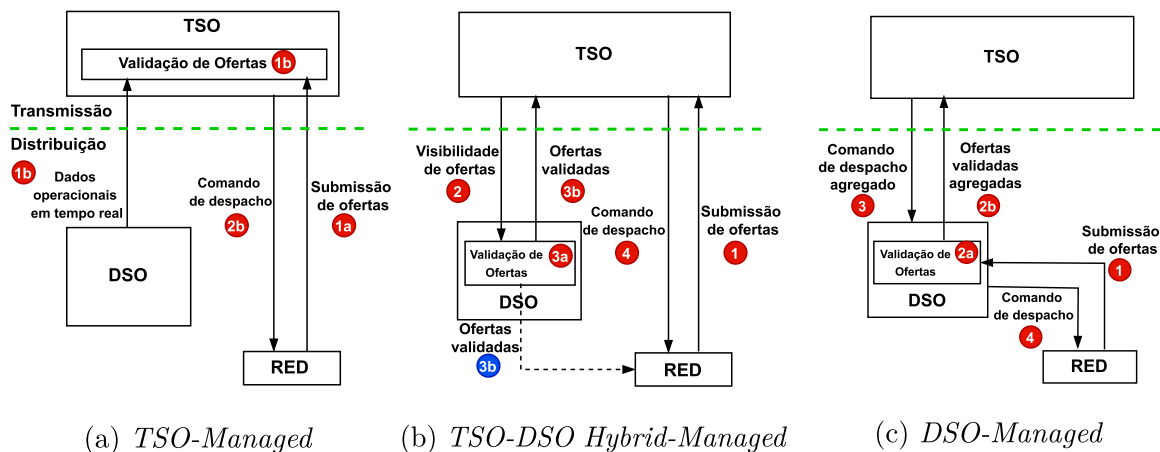 TSO
Validação de Ofertas 1b
Transmissão
Distribuição
1b
Dados
operacionais
em tempo real
Comando
de despacho
2b
Submissão
de ofertas
1a
DSO
RED
(a) TSO-Managed
TSO
Visibilidade
de ofertas
2
Ofertas
validadas
3b
Comando
de despacho
4
Submissão
de ofertas
1
Validação de
Ofertas
3a
DSO
Ofertas
validadas
3b
RED
(b) TSO-DSO Hybrid-Managed
TSO
Comando
de despacho
agregado
3
Ofertas
validadas
agregadas
2b
Validação de
Ofertas
2a
DSO
Submissão
de ofertas
1
Comando
de despacho
4
RED
(c) DSO-Managed